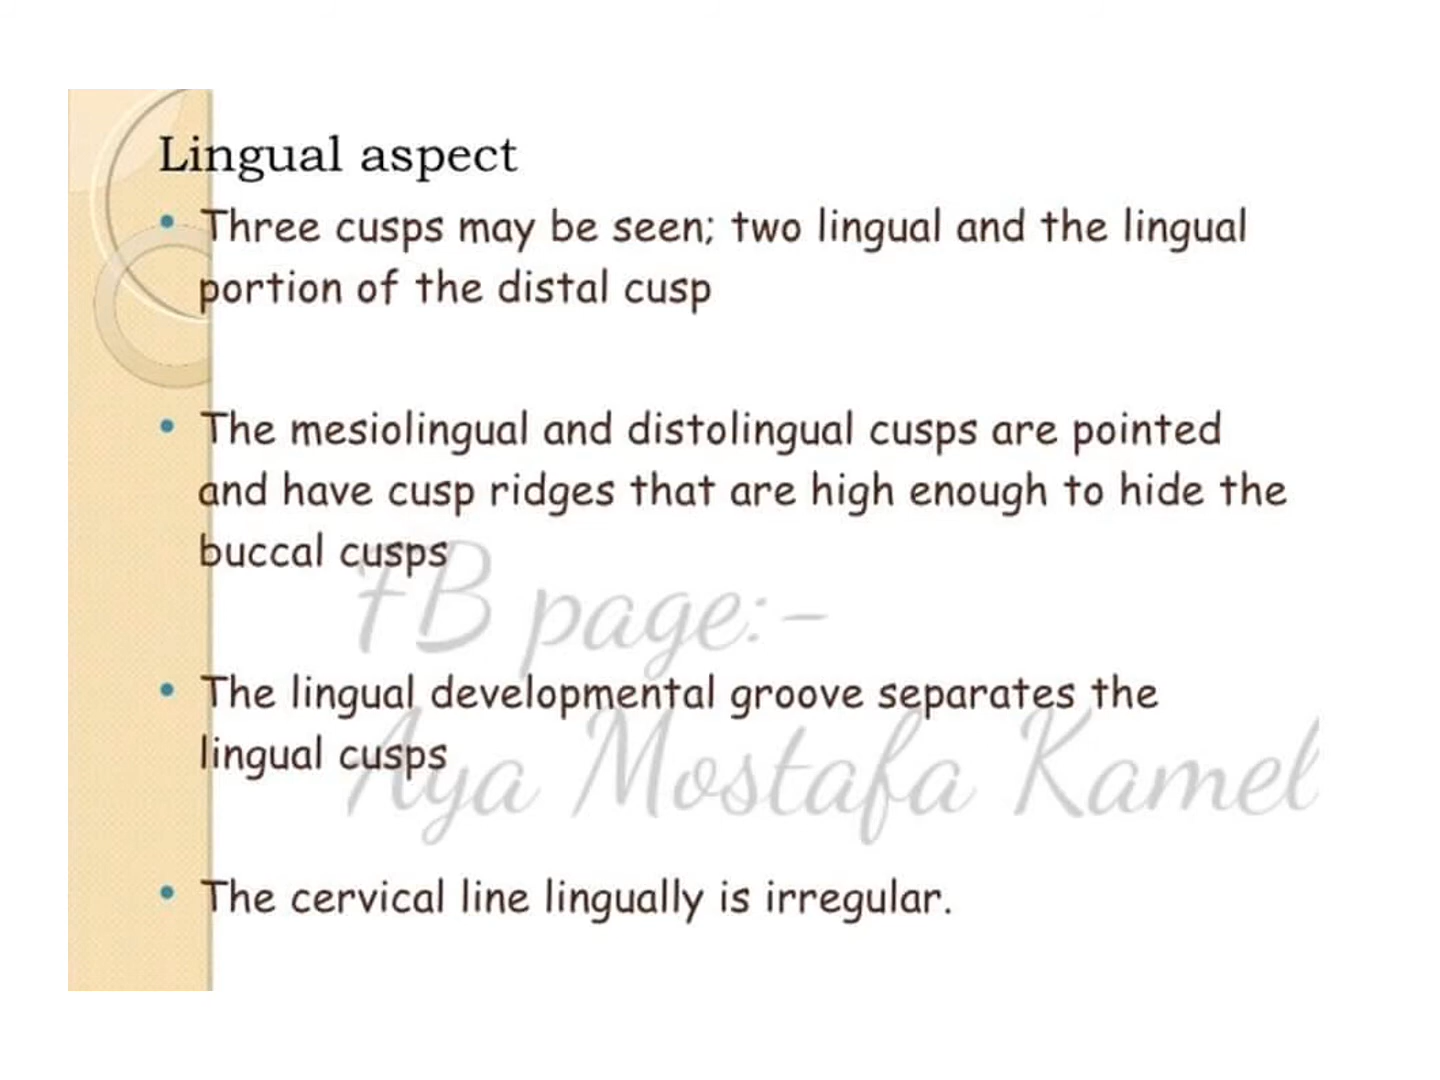 Lingual aspect
• Three cusps may be seen; two lingual and the lingual
portion of the distal cusp
• The mesiolingual and distolingual cusps are pointed
and have cusp ridges that are high enough to hide the
buccal cusps
FB page:-
• The lingual developmental groove separates the
lingual cusps
Aya Mostafa Kamel
• The cervical line lingually is irregular.